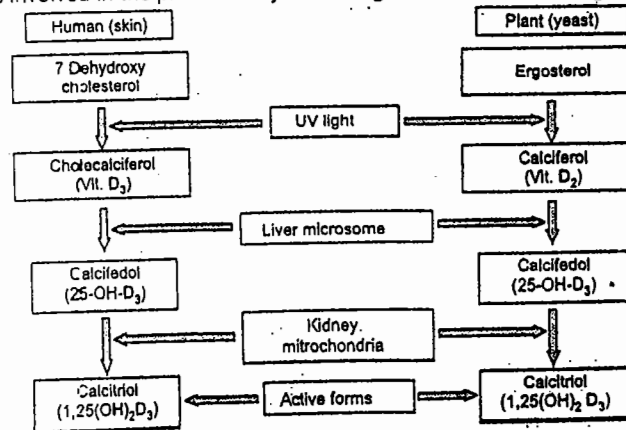 Human (skin)
Plant (yeast)
7 Dehydroxy
cholesterol
Ergosterol
UV light
Cholecalciferol
(Vit. D₃)
Calciferol
(Vit. D₂)
Liver microsome
Calcifedol
(25-OH-D₃)
Calcifedol
(25-OH-D₃)
Kidney.
mitrochondria
Calcitriol
(1,25(OH)₂D₃)
Active forms
Calcitriol
(1,25(OH)₂ D₃)